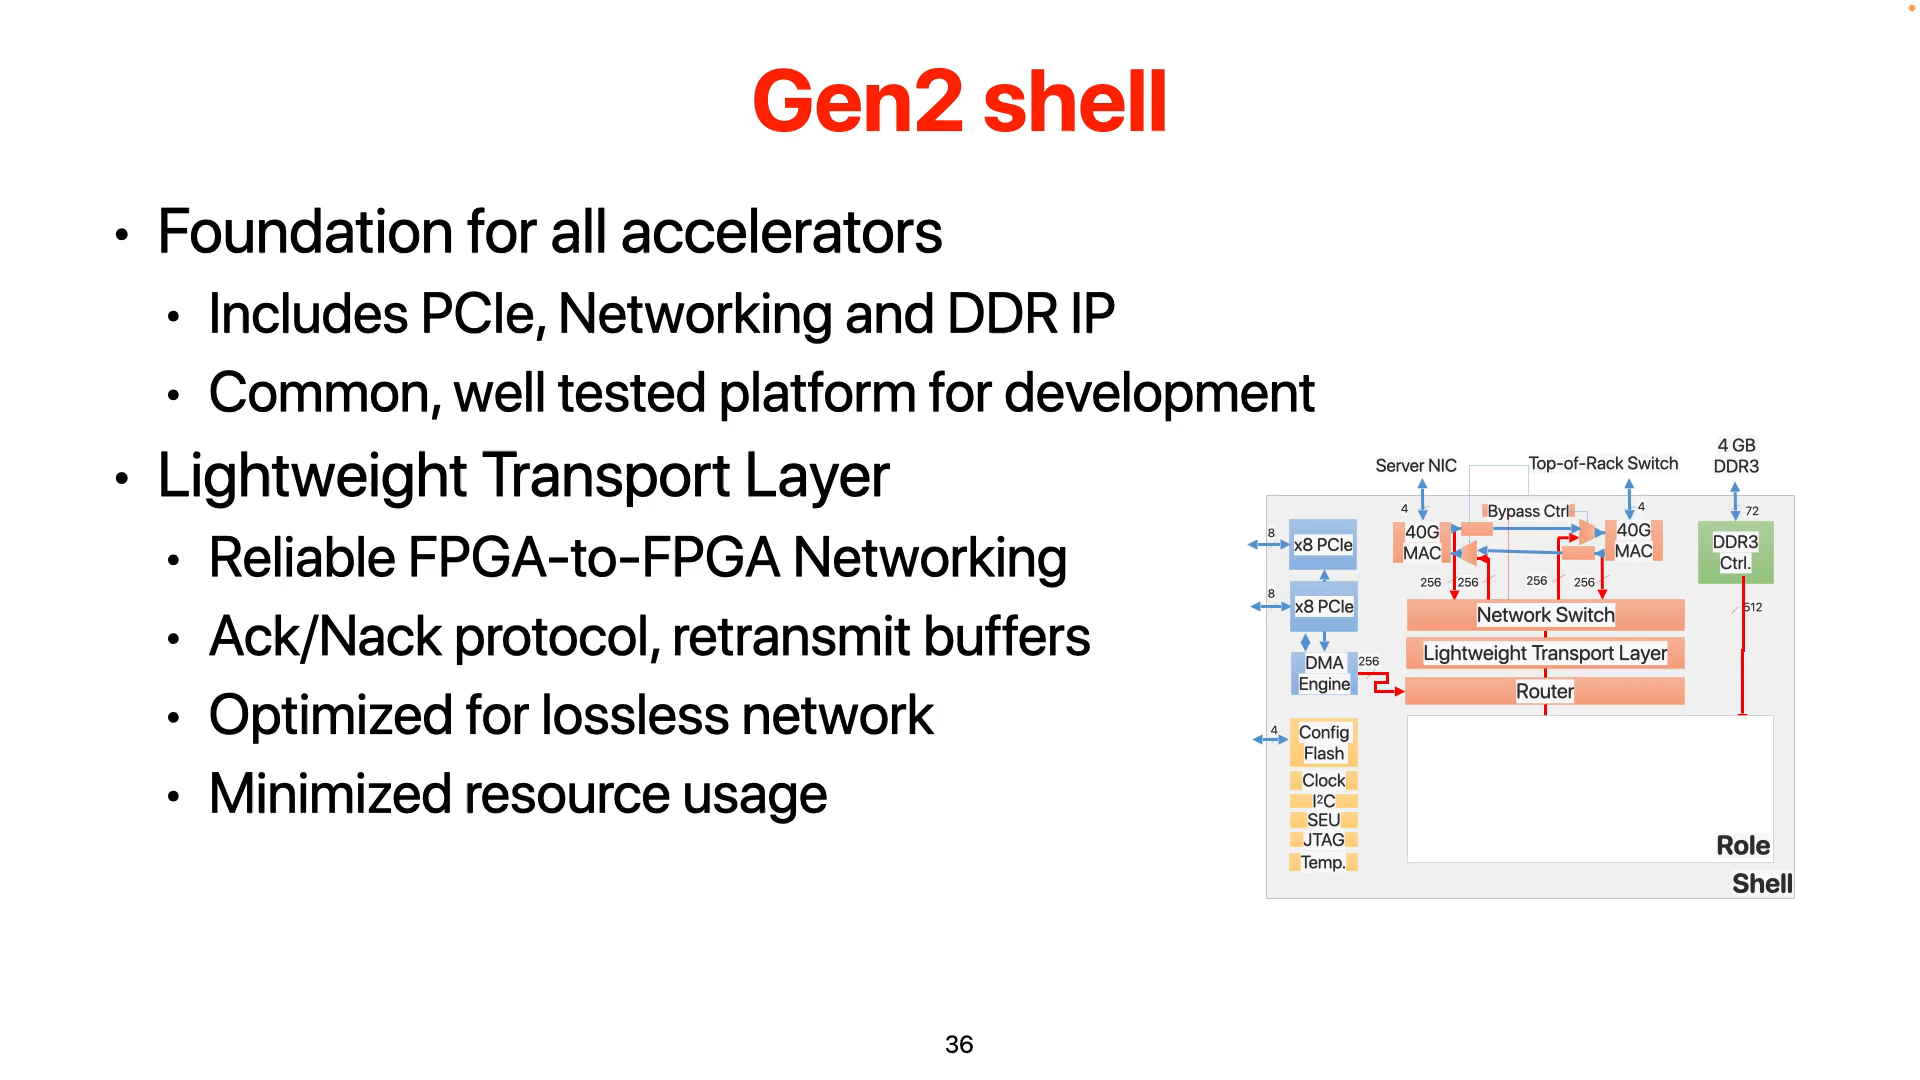 Gen2 shell
• Foundation for all accelerators
• Includes PCIe, Networking and DDR IP
• Common, well tested platform for development
• Lightweight Transport Layer
• Reliable FPGA-to-FPGA Networking
• Ack/Nack protocol, retransmit buffers
• Optimized for lossless network
• Minimized resource usage
Server NIC
Top-of-Rack Switch
4 GB
DDR3
4
4
72
Bypass Ctrl
8
x8 PCIe
40G
MAC
40G
MAC
DDR3
Ctrl.
256
256
256
256
8
x8 PCIe
Network Switch
512
Lightweight Transport Layer
DMA
Engine
256
Router
4
Config
Flash
Clock
I²C
SEU
JTAG
Temp.
Role
Shell
36